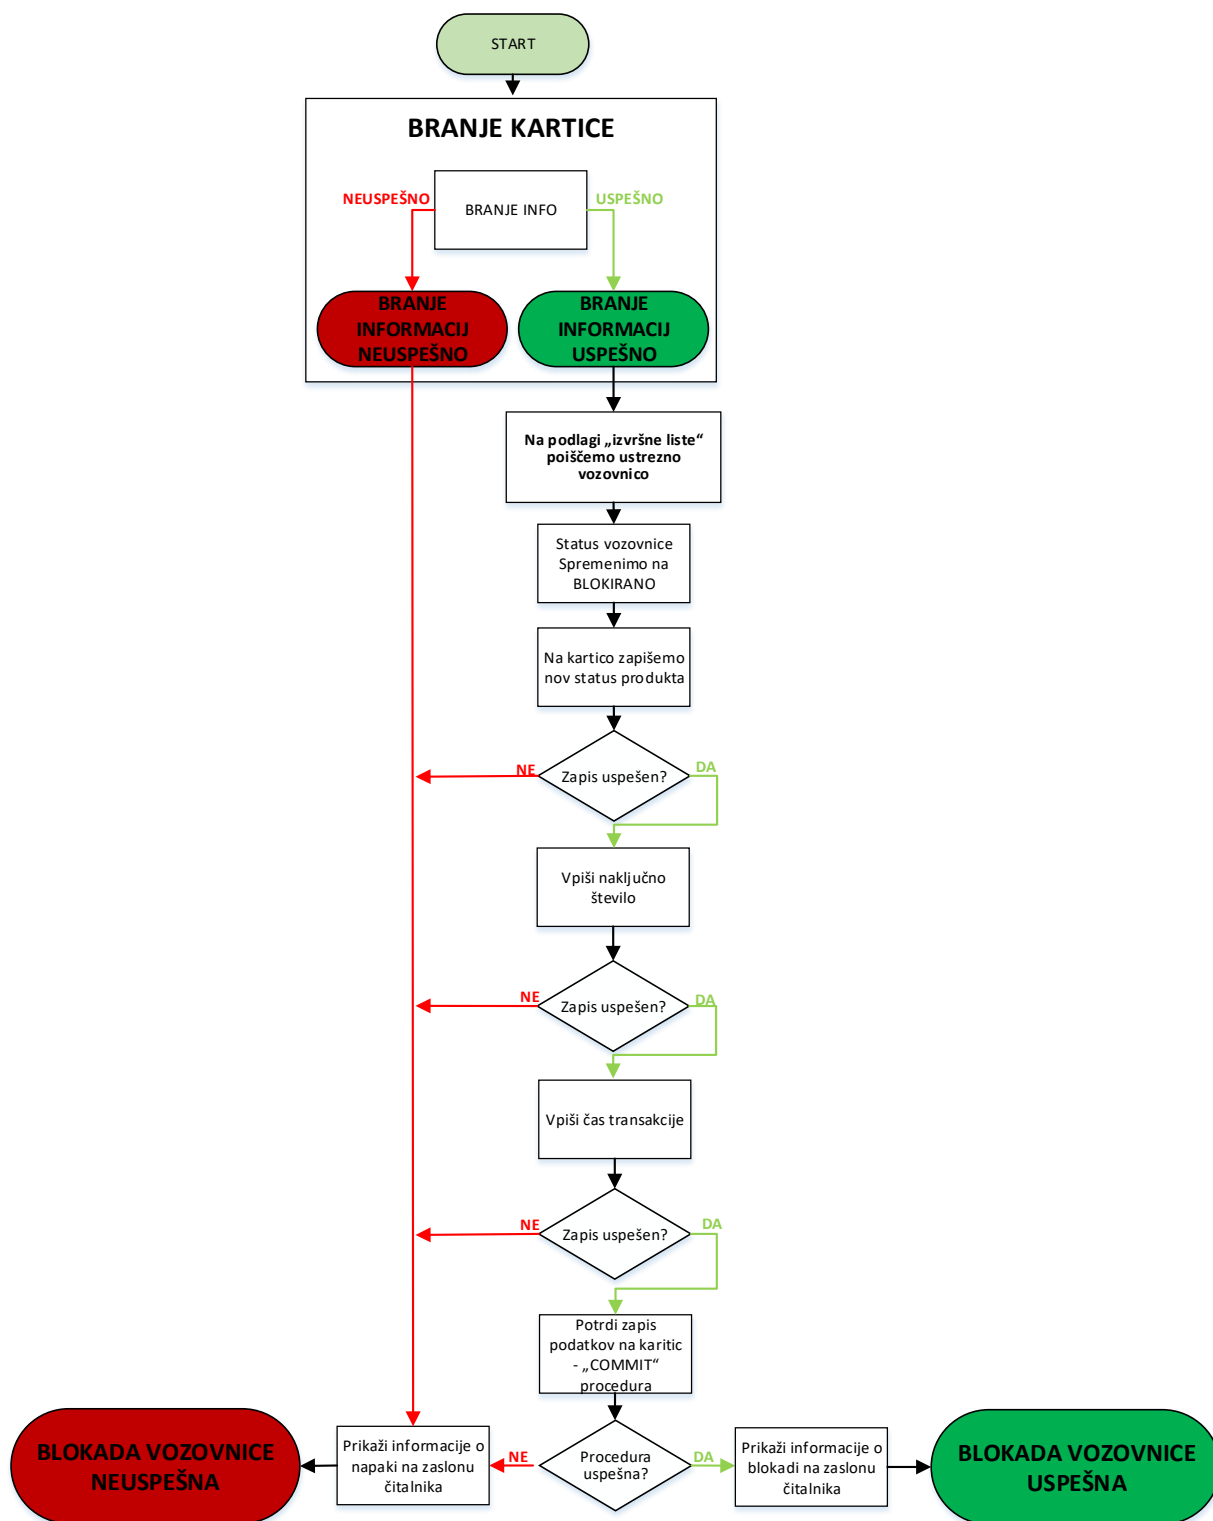 START
BRANJE KARTICE
NEUSPEŠNO
BRANJE INFO
USPEŠNO
BRANJE
INFORMACIJ
NEUSPEŠNO
BRANJE
INFORMACIJ
USPEŠNO
Na podlagi „izvršne liste“
poiščemo ustrezno
vozovnico
Status vozovnice
Spremenimo na
BLOKIRANO
Na kartico zapišemo
nov status produkta
NE
Zapis uspešen?
DA
Vpiši naključno
število
NE
Zapis uspešen?
DA
Vpiši čas transakcije
NE
Zapis uspešen?
DA
Potrdi zapis
podatkov na karitic
- „COMMIT“
procedura
BLOKADA VOZOVNICE
NEUSPEŠNA
Prikaži informacije o
napaki na zaslonu
čitalnika
NE
Procedura
uspešna?
DA
Prikaži informacije o
blokadi na zaslonu
čitalnika
BLOKADA VOZOVNICE
USPEŠNA